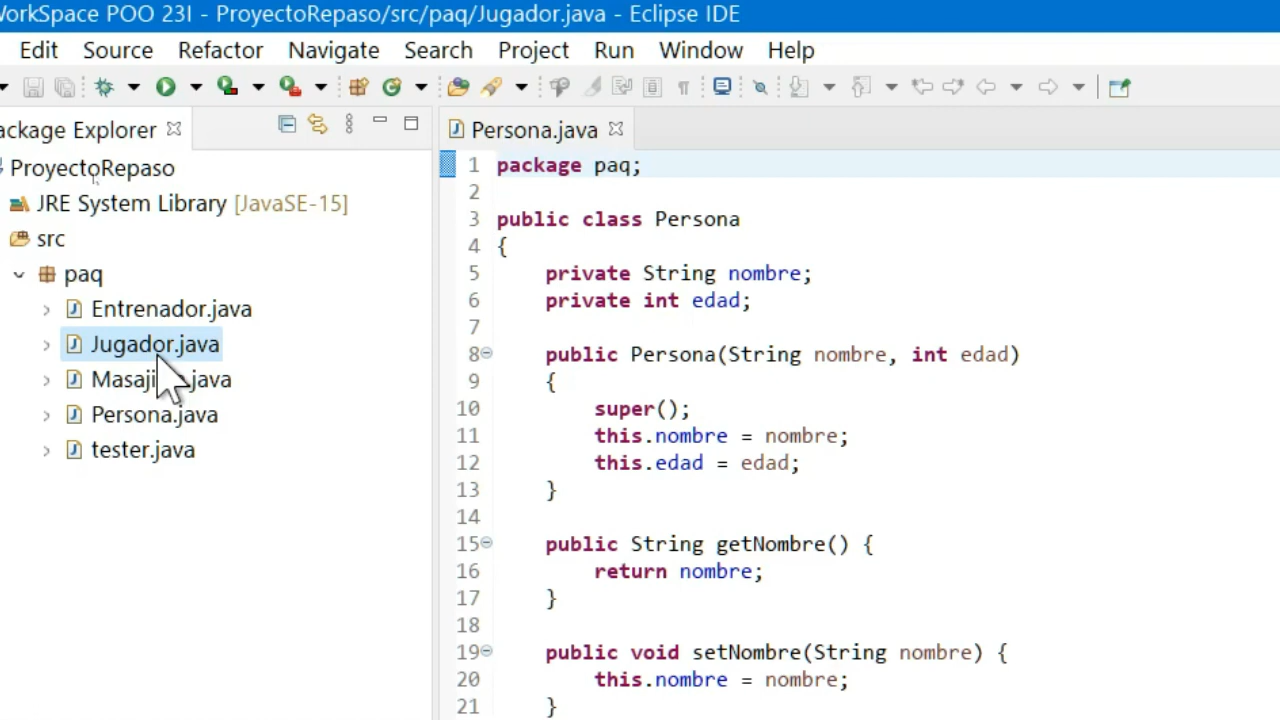 WorkSpace POO 23I - ProyectoRepaso/src/paq/Jugador.java - Eclipse IDE
Edit Source Refactor Navigate Search Project Run Window Help
ackage Explorer
ProyectoRepaso
JRE System Library [JavaSE-15]
src
paq
Entrenador.java
Jugador.java
Masaji .java
Persona.java
tester.java
Persona.java
1 package paq;
2
3 public class Persona
4 {
5 private String nombre;
6 private int edad;
7
8 public Persona(String nombre, int edad)
9 {
10 super();
11 this.nombre = nombre;
12 this.edad = edad;
13 }
14
15 public String getNombre() {
16 return nombre;
17 }
18
19 public void setNombre(String nombre) {
20 this.nombre = nombre;
21 }